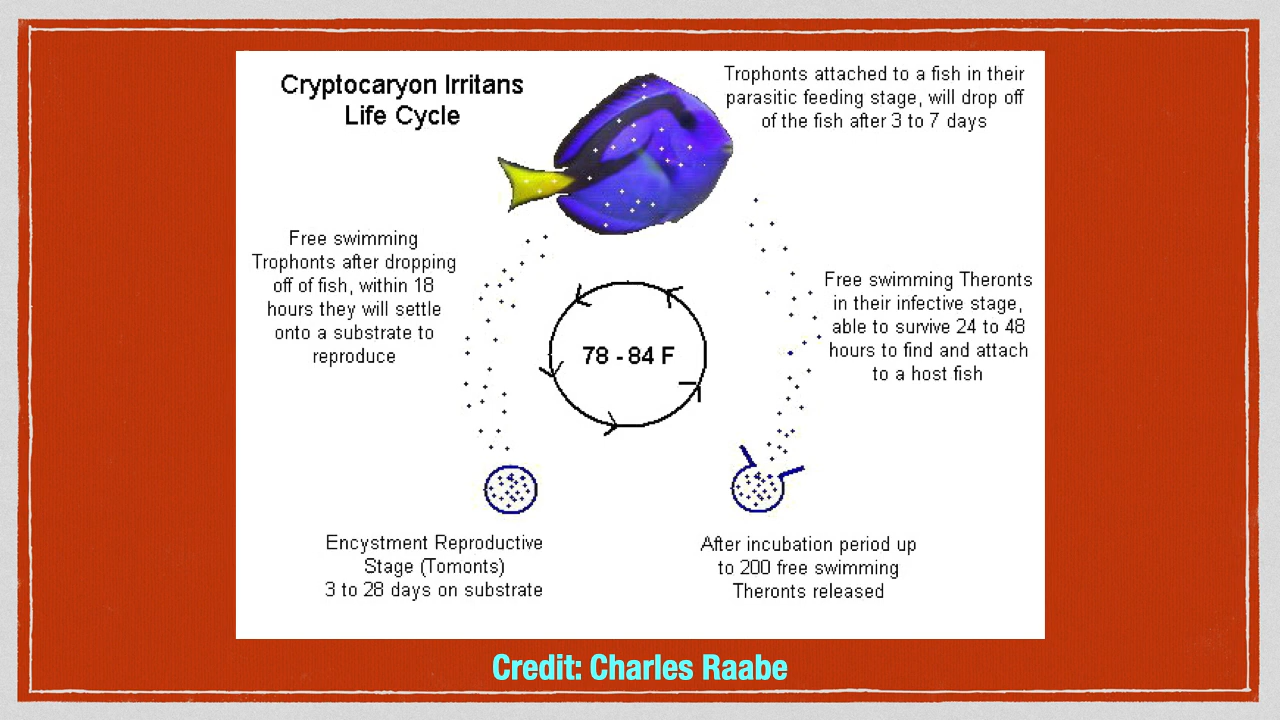 Cryptocaryon Irritans
Life Cycle
Trophonts attached to a fish in their
parasitic feeding stage, will drop off
of the fish after 3 to 7 days
Free swimming
Trophonts after dropping
off of fish, within 18
hours they will settle
onto a substrate to
reproduce
78 - 84 F
Free swimming Theronts
in their infective stage,
able to survive 24 to 48
hours to find and attach
to a host fish
Encystment Reproductive
Stage (Tomonts)
3 to 28 days on substrate
After incubation period up
to 200 free swimming
Theronts released
Credit: Charles Raabe